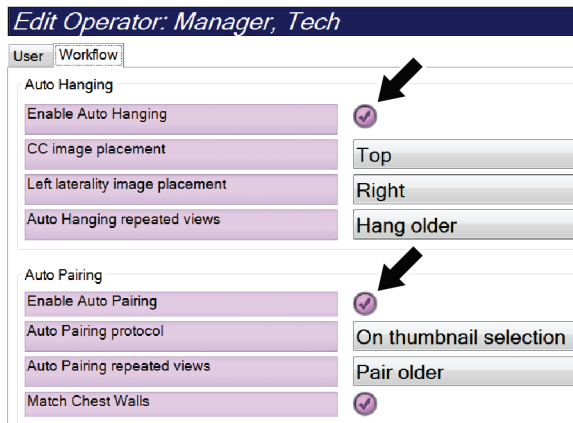 Edit Operator: Manager, Tech
User Workflow
Auto Hanging
Enable Auto Hanging
CC image placement Top
Left laterality image placement Right
Auto Hanging repeated views Hang older
Auto Pairing
Enable Auto Pairing
Auto Pairing protocol On thumbnail selection
Auto Pairing repeated views Pair older
Match Chest Walls